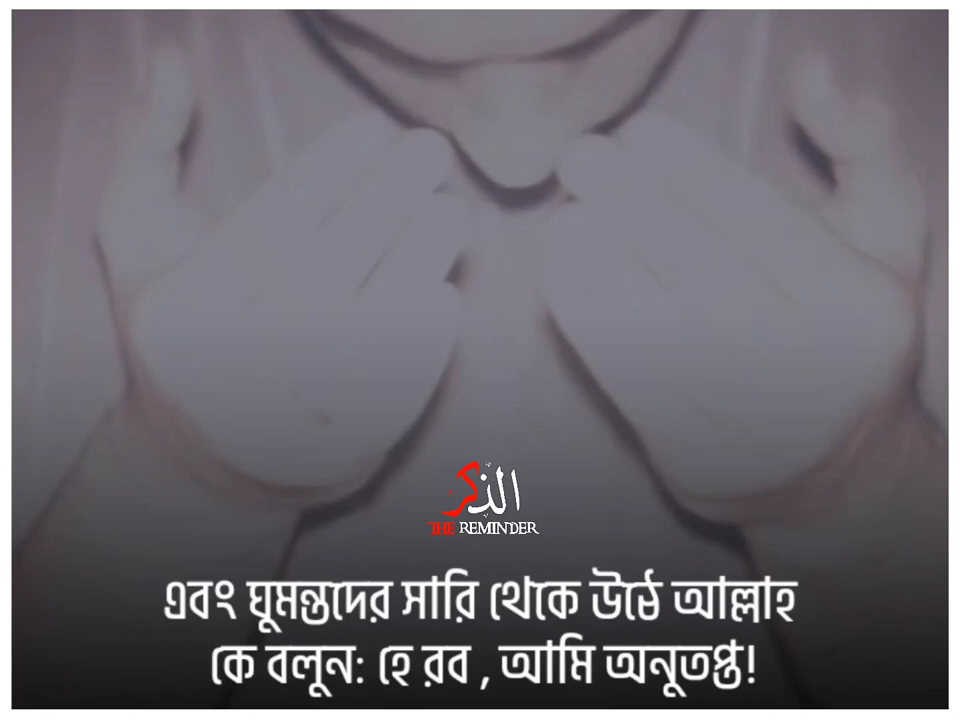 الذكر
THE REMINDER
এবং ঘুমন্তদের সারি থেকে উঠে আল্লাহ
কে বলুন: হে রব , আমি অনুতপ্ত!